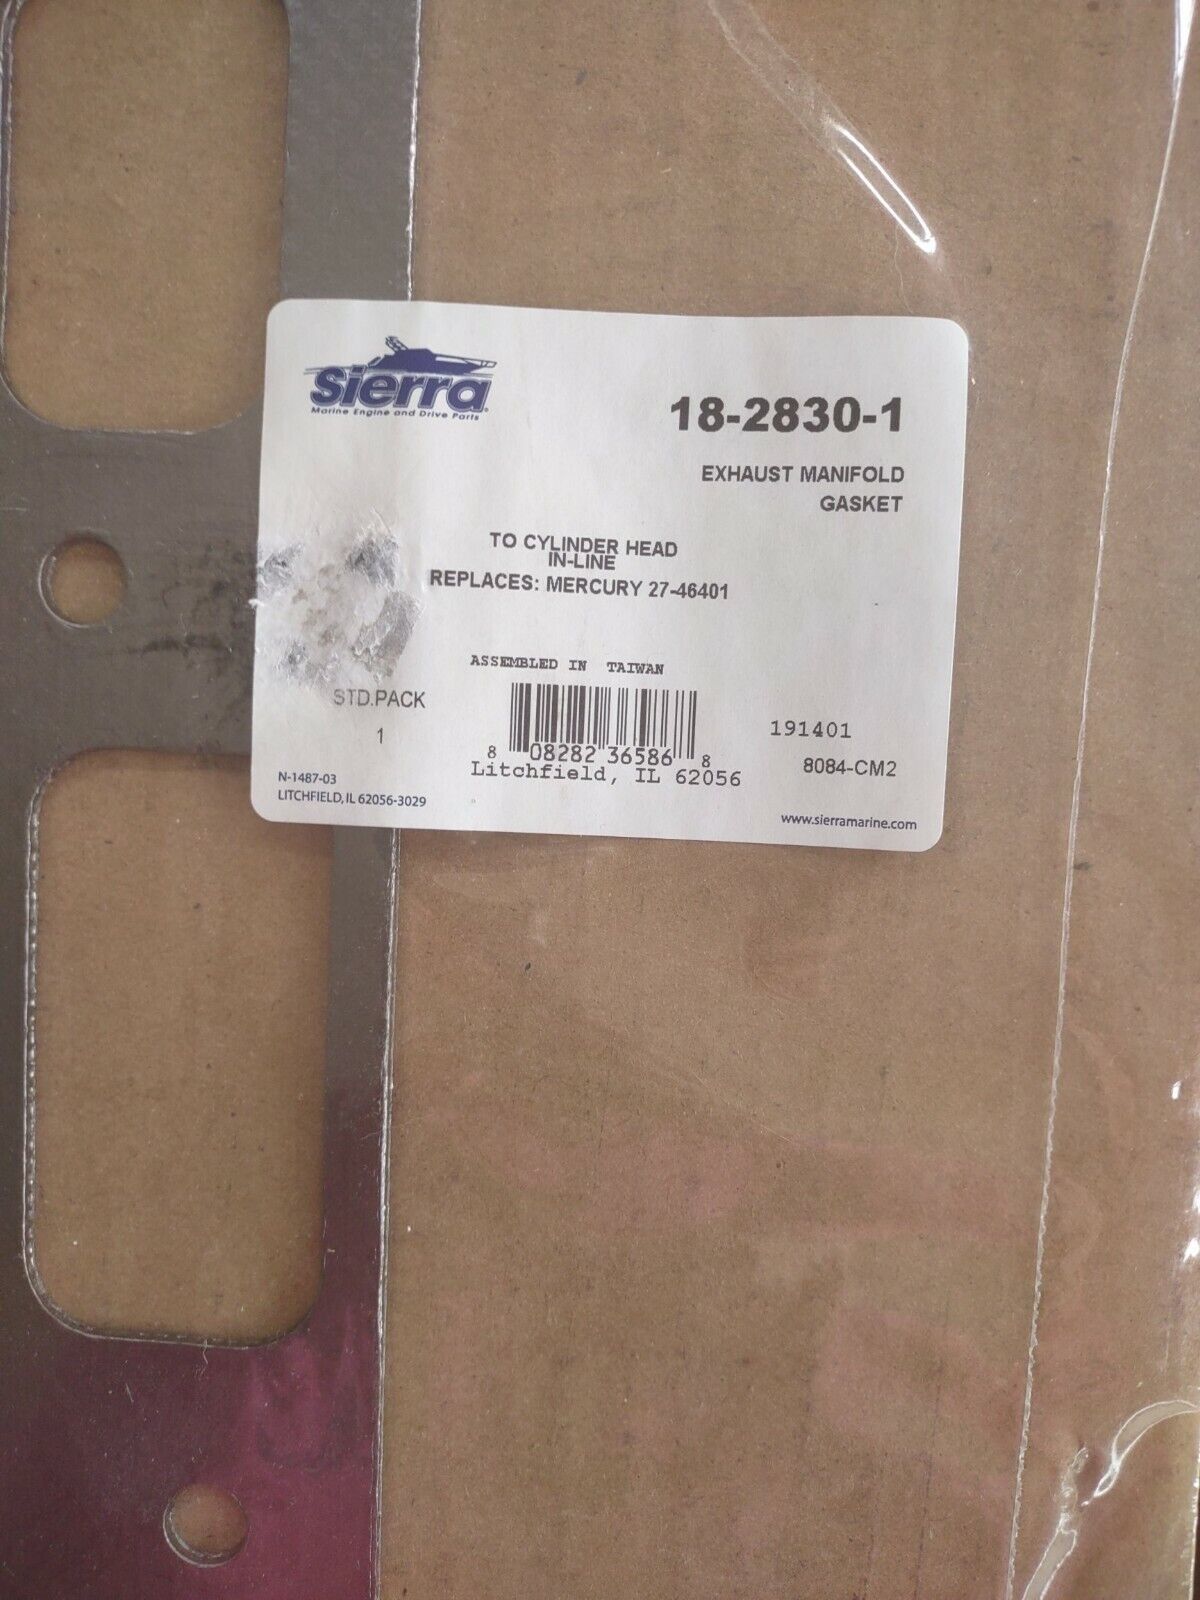 Sierra
Marine Engine and Drive Parts
18-2830-1
EXHAUST MANIFOLD
GASKET
TO CYLINDER HEAD
IN-LINE
REPLACES: MERCURY 27-46401
ASSEMBLED IN TAIWAN
STD.PACK
1
8 08282 36586 8
191401
Litchfield, IL 62056
8084-CM2
N-1487-03
LITCHFIELD, IL 62056-3029
www.sierramarine.com